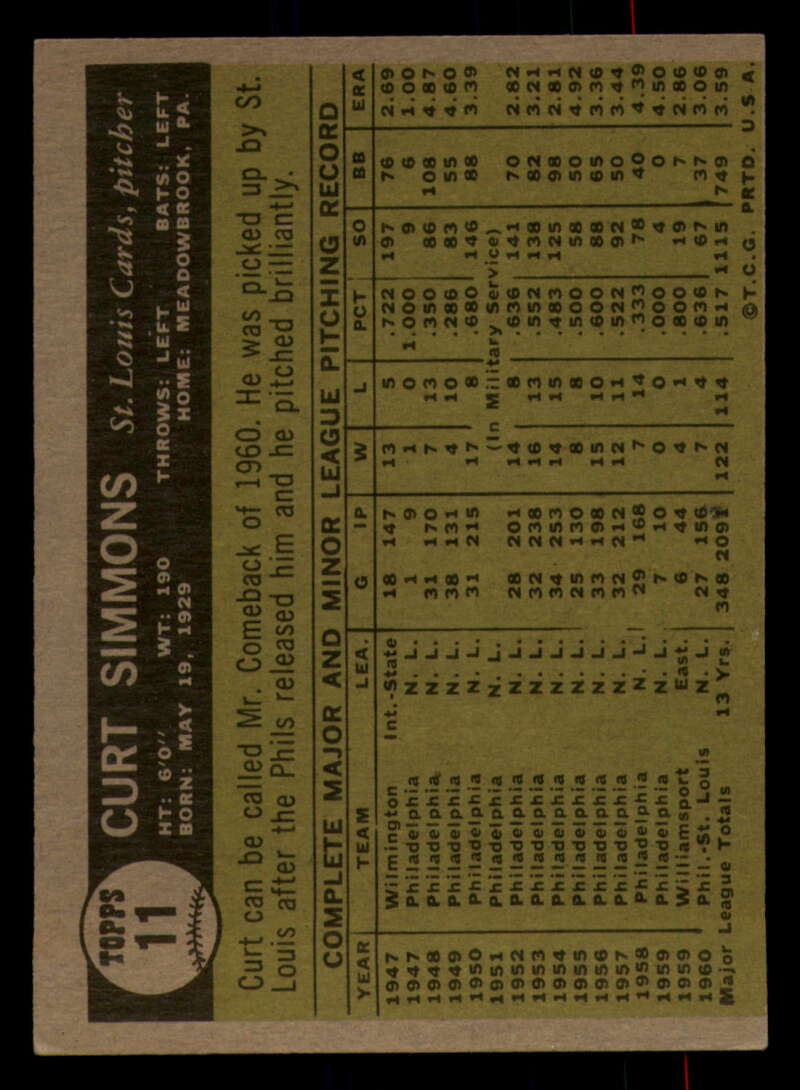 TOPPS
11
CURT SIMMONS St. Louis Cards, pitcher
HT: 6'0" WT: 190 THROWS: LEFT BATS: LEFT
BORN: MAY 19, 1929 HOME: MEADOWBROOK, PA.
Curt can be called Mr. Comeback of 1960. He was picked up by St.
Louis after the Phils released him and he pitched brilliantly.
COMPLETE MAJOR AND MINOR LEAGUE PITCHING RECORD
YEAR TEAM LEA. G IP W L PCT SO BB ERA
1947 Wilmington Int.-State 18 147 13 5 .722 197 76 2.69
1947 Philadelphia N. L. 1 9 1 0 1.000 9 6 1.00
1948 Philadelphia N. L. 31 170 7 13 .350 86 108 4.87
1949 Philadelphia N. L. 38 131 4 10 .286 83 55 4.60
1950 Philadelphia N. L. 31 215 17 8 .680 146 88 3.39
1951 Philadelphia N. L. (In Military Service)
1952 Philadelphia N. L. 28 201 14 8 .636 141 70 2.82
1953 Philadelphia N. L. 32 238 16 13 .552 138 82 3.21
1954 Philadelphia N. L. 34 253 14 15 .483 125 98 2.81
1955 Philadelphia N. L. 25 130 8 8 .500 58 50 4.92
1956 Philadelphia N. L. 33 198 15 10 .600 88 65 3.36
1957 Philadelphia N. L. 32 212 12 11 .522 92 50 3.44
1958 Philadelphia N. L. 29 168 7 14 .333 78 40 4.39
1959 Philadelphia N. L. 7 10 0 0 .000 4 0 4.50
1959 Williamsport East. 6 44 4 1 .800 19 7 2.86
1960 Phil.-St. Louis N. L. 27 156 7 4 .636 67 37 3.06
Major League Totals 13 Yrs. 348 2091 122 114 .517 1115 749 3.59
©T.C.G. PRTD. U.S.A.